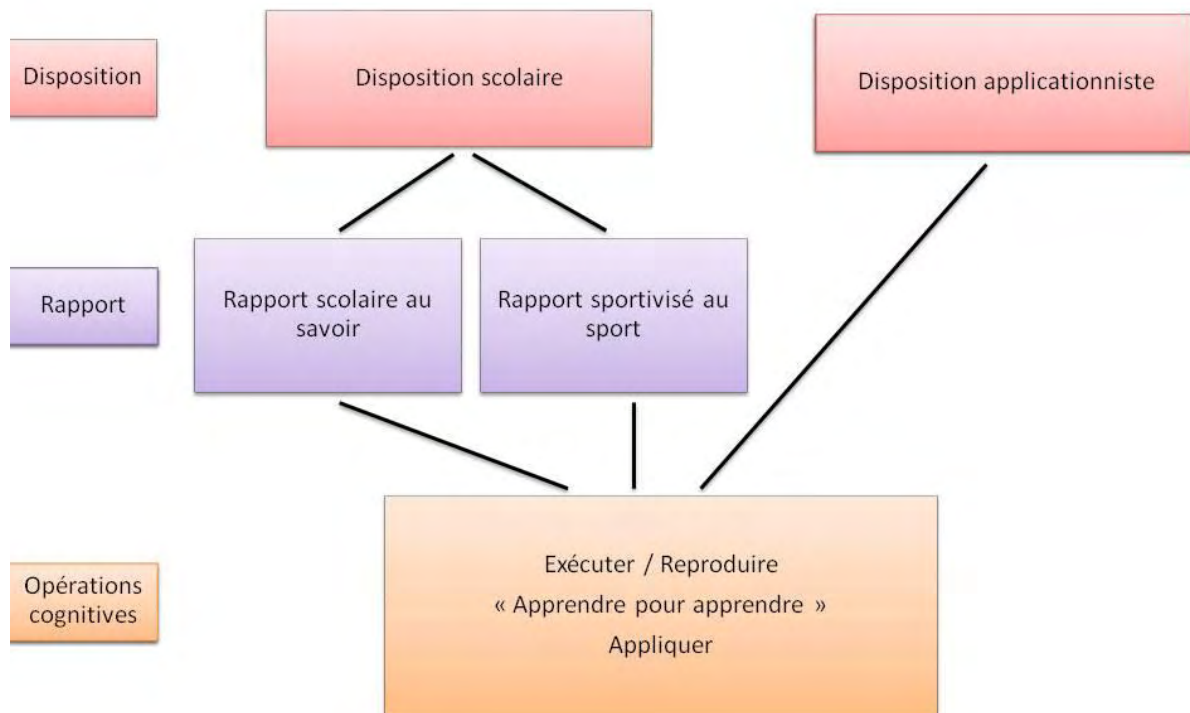 Disposition
Disposition scolaire
Disposition applicationniste
Rapport
Rapport scolaire au
savoir
Rapport sportivisé au
sport
Opérations
cognitives
Exécuter / Reproduire
« Apprendre pour apprendre »
Appliquer